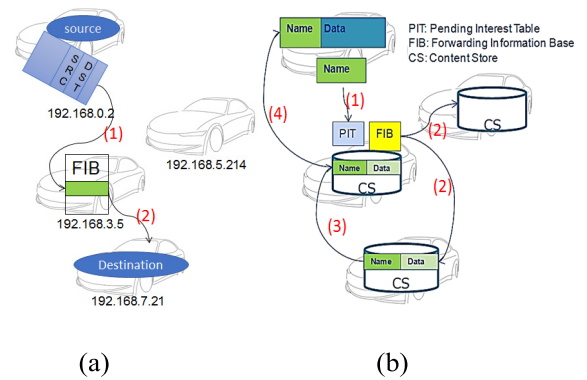 source
SRC
DST
192.168.0.2
(1)
192.168.5.214
FIB
192.168.3.5
(2)
Destination
192.168.7.21
(a)
Name Data
Name
PIT: Pending Interest Table
FIB: Forwarding Information Base
CS: Content Store
(1)
(4)
PIT FIB
(2)
CS
Name Data
CS
(2)
(3)
Name Data
CS
(b)